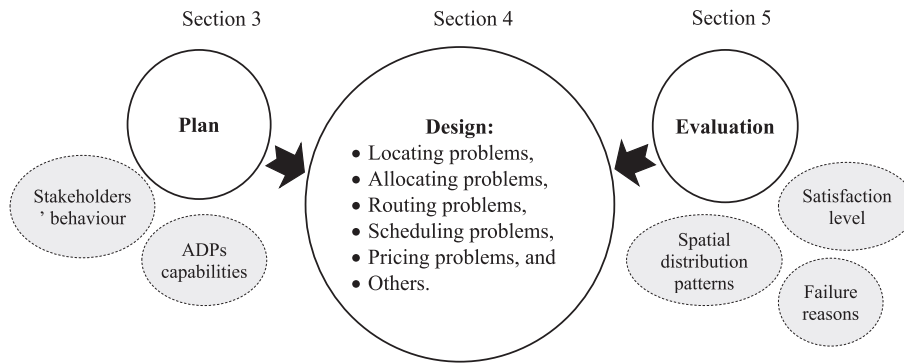 Section 3
Section 4
Section 5
Plan
Stakeholders
’ behaviour
ADPs
capabilities
Design:
• Locating problems,
• Allocating problems,
• Routing problems,
• Scheduling problems,
• Pricing problems, and
• Others.
Evaluation
Satisfaction
level
Spatial
distribution
patterns
Failure
reasons